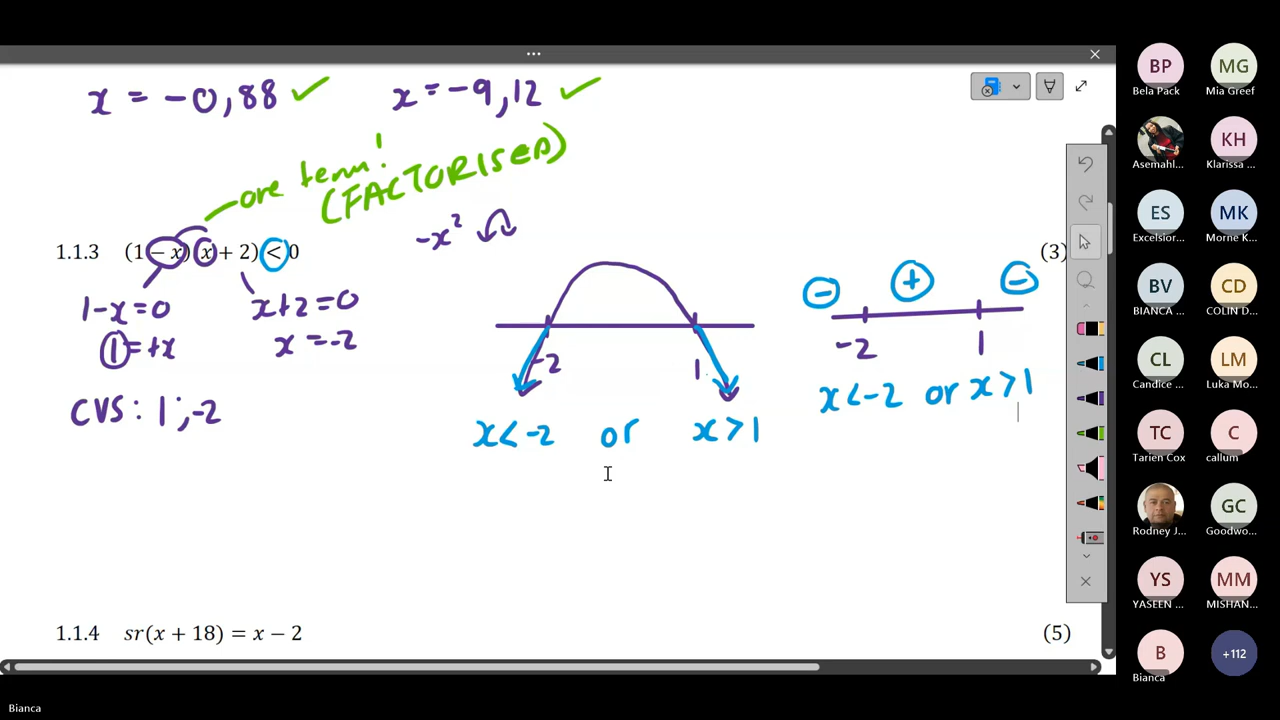 x = -0,88 ✓ x = -9,12 ✓
one term!
(FACTORISED)
-x²
1.1.3 (1 − x)(x + 2) < 0 (3)
1-x=0 x+2=0
1=+x x=-2
CVS: 1;-2
-2 1
x<-2 or x>1
- + -
-2 1
x<-2 or x>1
1.1.4 sr(x + 18) = x − 2 (5)
BP MG
Bela Pack Mia Greef
KH
Asemahl... Klarissa ...
ES MK
Excelsior... Morne K...
BV CD
BIANCA ... COLIN D...
CL LM
Candice ... Luka Mo...
TC C
Tarien Cox callum
GC
Rodney J... Goodwo...
YS MM
YASEEN ... MISHAN...
B +112
Bianca
Bianca